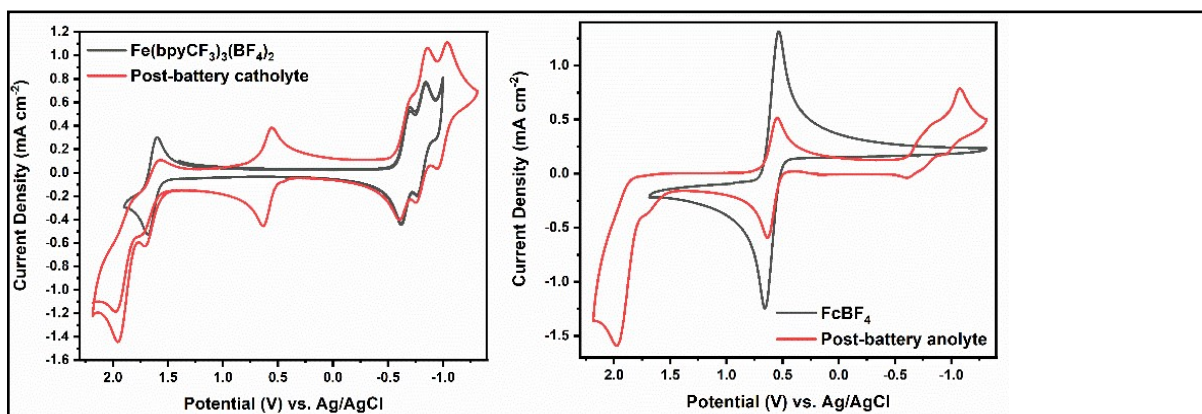 1.2
1.0
0.8
0.6
0.4
0.2
0.0
-0.2
-0.4
-0.6
-0.8
-1.0
-1.2
-1.4
-1.6
Current Density (mA cm⁻²)
Fe(bpyCF₃)₃(BF₄)₂
Post-battery catholyte
2.0 1.5 1.0 0.5 0.0 -0.5 -1.0
Potential (V) vs. Ag/AgCl
1.0
0.5
0.0
-0.5
-1.0
-1.5
Current Density (mA cm⁻²)
FcBF₄
Post-battery anolyte
2.0 1.5 1.0 0.5 0.0 -0.5 -1.0
Potential (V) vs. Ag/AgCl